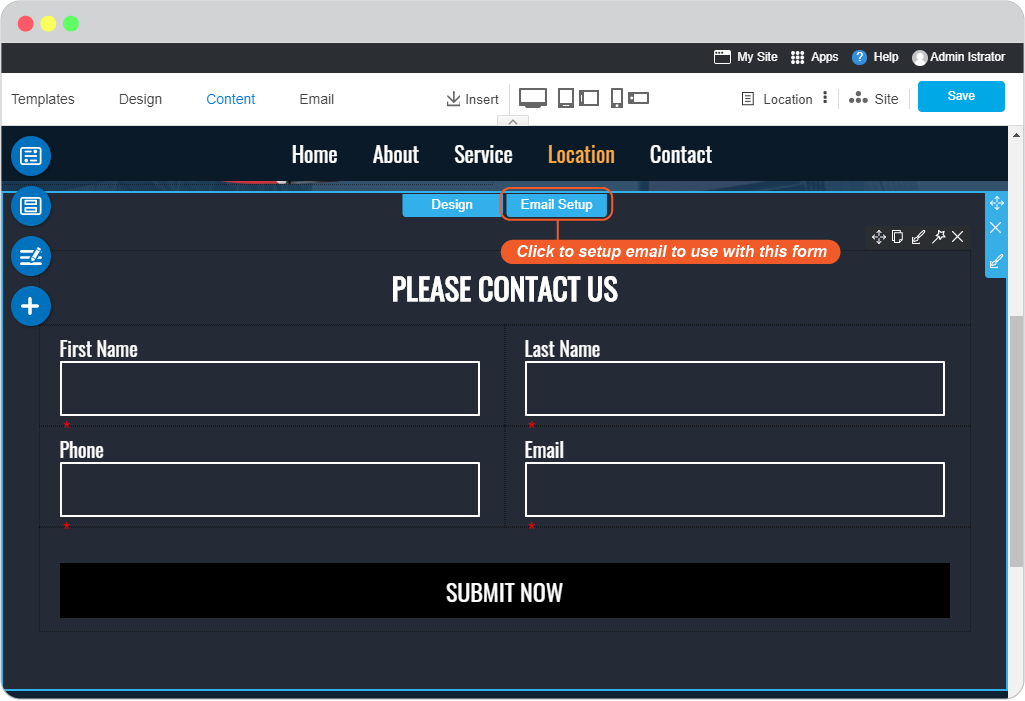 My Site Apps ? Help Admin Istrator
Templates Design Content Email Insert Location Site Save
Home About Service Location Contact
Design Email Setup
Click to setup email to use with this form
PLEASE CONTACT US
First Name Last Name
* *
Phone Email
* *
SUBMIT NOW